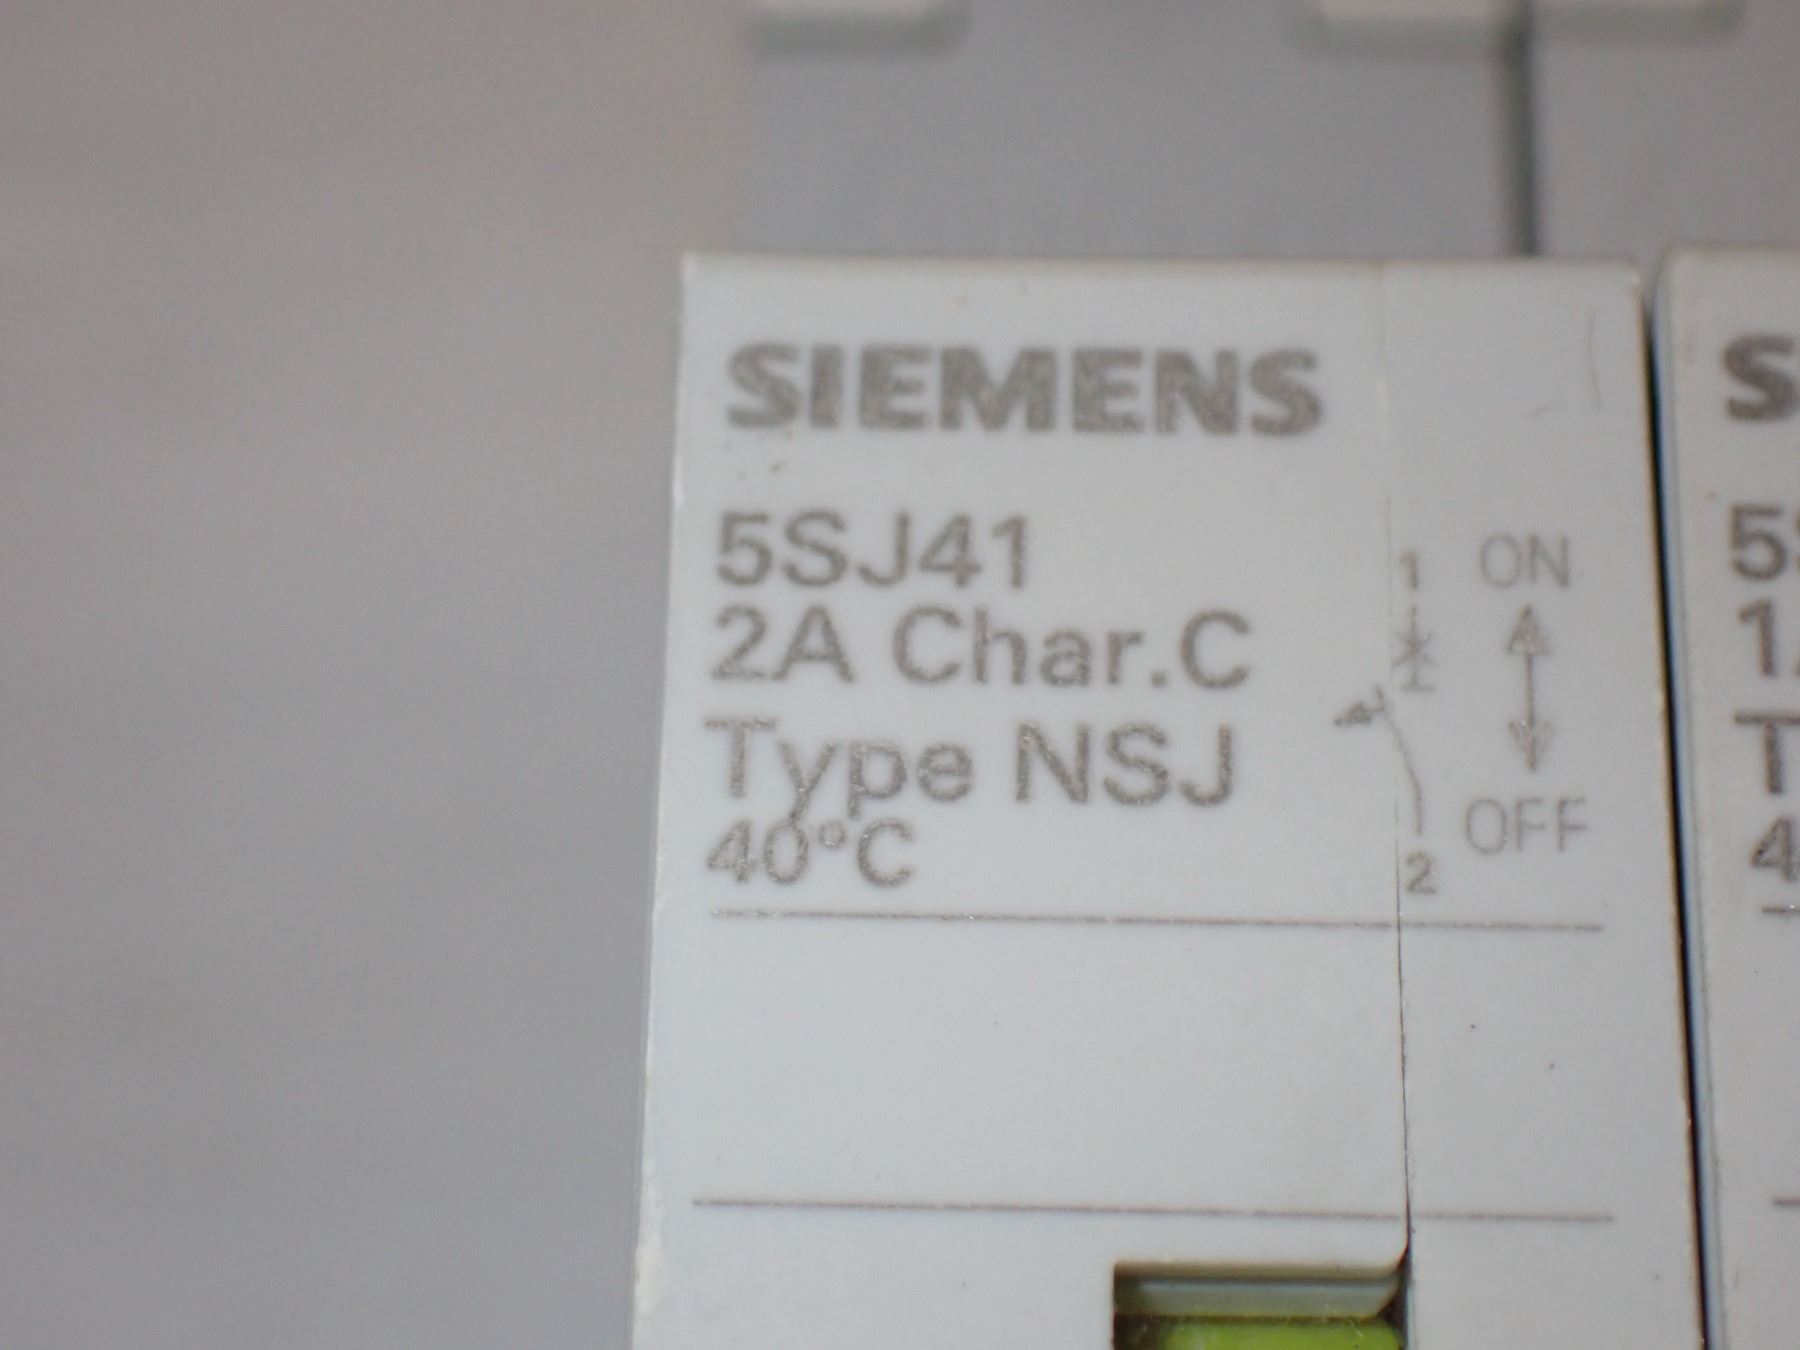 SIEMENS
5SJ41
2A Char.C
Type NSJ
40°C
1
ON
OFF
2